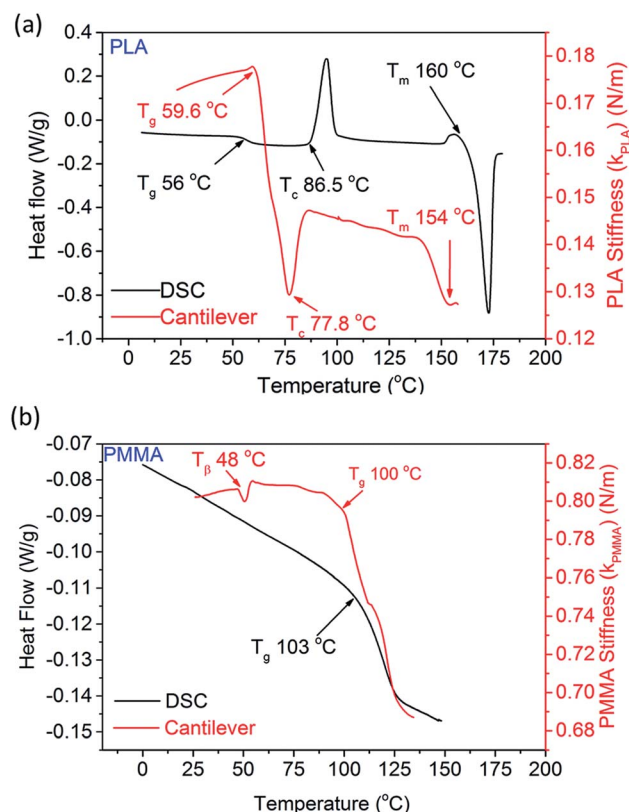 (a)
PLA
0.4
0.2
0.0
-0.2
-0.4
-0.6
-0.8
-1.0
Heat flow (W/g)
T_g 59.6 °C
T_g 56 °C
T_c 86.5 °C
T_m 160 °C
T_m 154 °C
T_c 77.8 °C
DSC
Cantilever
0.18
0.17
0.16
0.15
0.14
0.13
0.12
PLA Stiffness (k_PLA) (N/m)
0 25 50 75 100 125 150 175 200
Temperature (°C)
(b)
PMMA
-0.07
-0.08
-0.09
-0.10
-0.11
-0.12
-0.13
-0.14
-0.15
Heat Flow (W/g)
T_β 48 °C
T_g 100 °C
T_g 103 °C
DSC
Cantilever
0.82
0.80
0.78
0.76
0.74
0.72
0.70
0.68
PMMA Stiffness (k_PMMA) (N/m)
0 25 50 75 100 125 150 175 200
Temperature (°C)